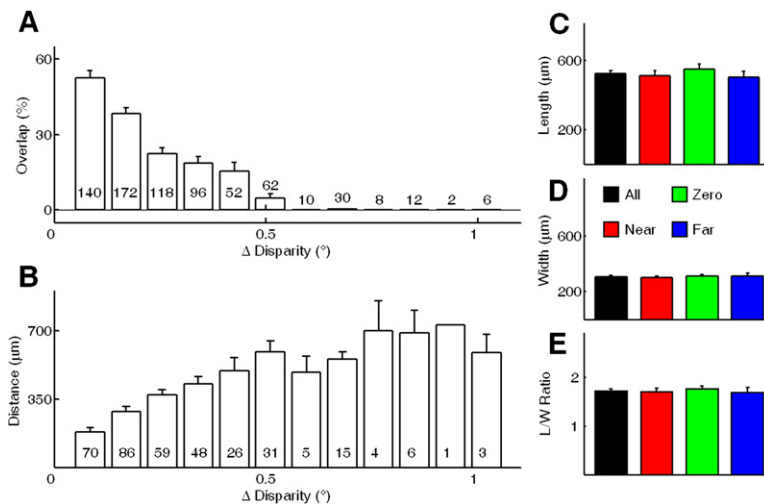 A
60
30
0
Overlap (%)
140 172 118 96 52 62 10 30 8 12 2 6
0 0.5 1
Δ Disparity (°)
B
700
350
Distance (μm)
70 86 59 48 26 31 5 15 4 6 1 3
0 0.5 1
Δ Disparity (°)
C
600
200
Length (μm)
D
All Zero
Near Far
600
200
Width (μm)
E
2
1
L/W Ratio